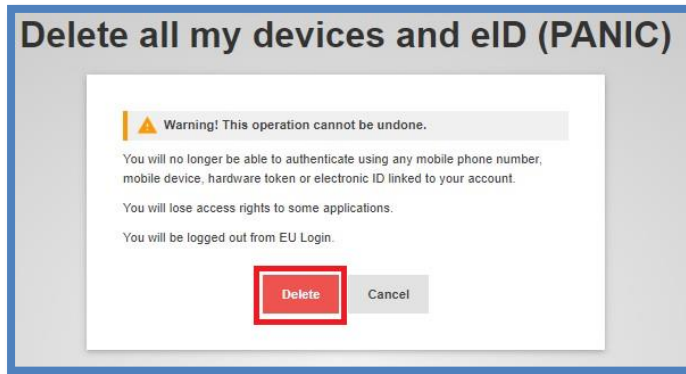 Delete all my devices and eID (PANIC)
Warning! This operation cannot be undone.
You will no longer be able to authenticate using any mobile phone number,
mobile device, hardware token or electronic ID linked to your account.
You will lose access rights to some applications.
You will be logged out from EU Login.
Delete Cancel